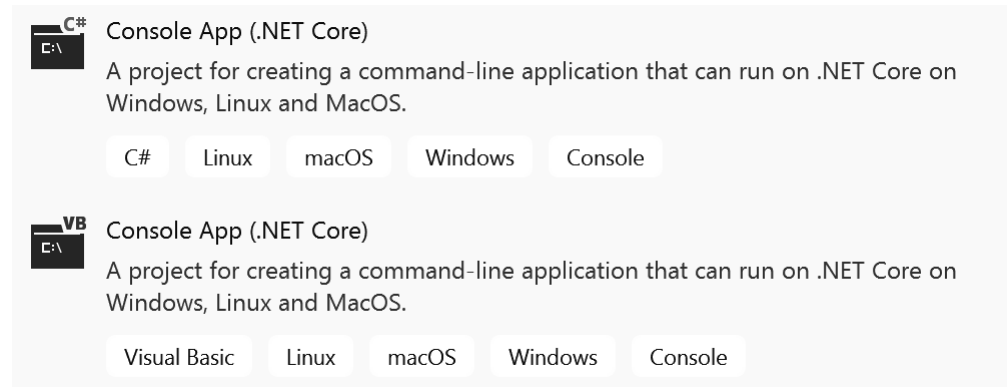 C#
C:\
Console App (.NET Core)
A project for creating a command-line application that can run on .NET Core on
Windows, Linux and MacOS.
C# Linux macOS Windows Console
VB
C:\
Console App (.NET Core)
A project for creating a command-line application that can run on .NET Core on
Windows, Linux and MacOS.
Visual Basic Linux macOS Windows Console